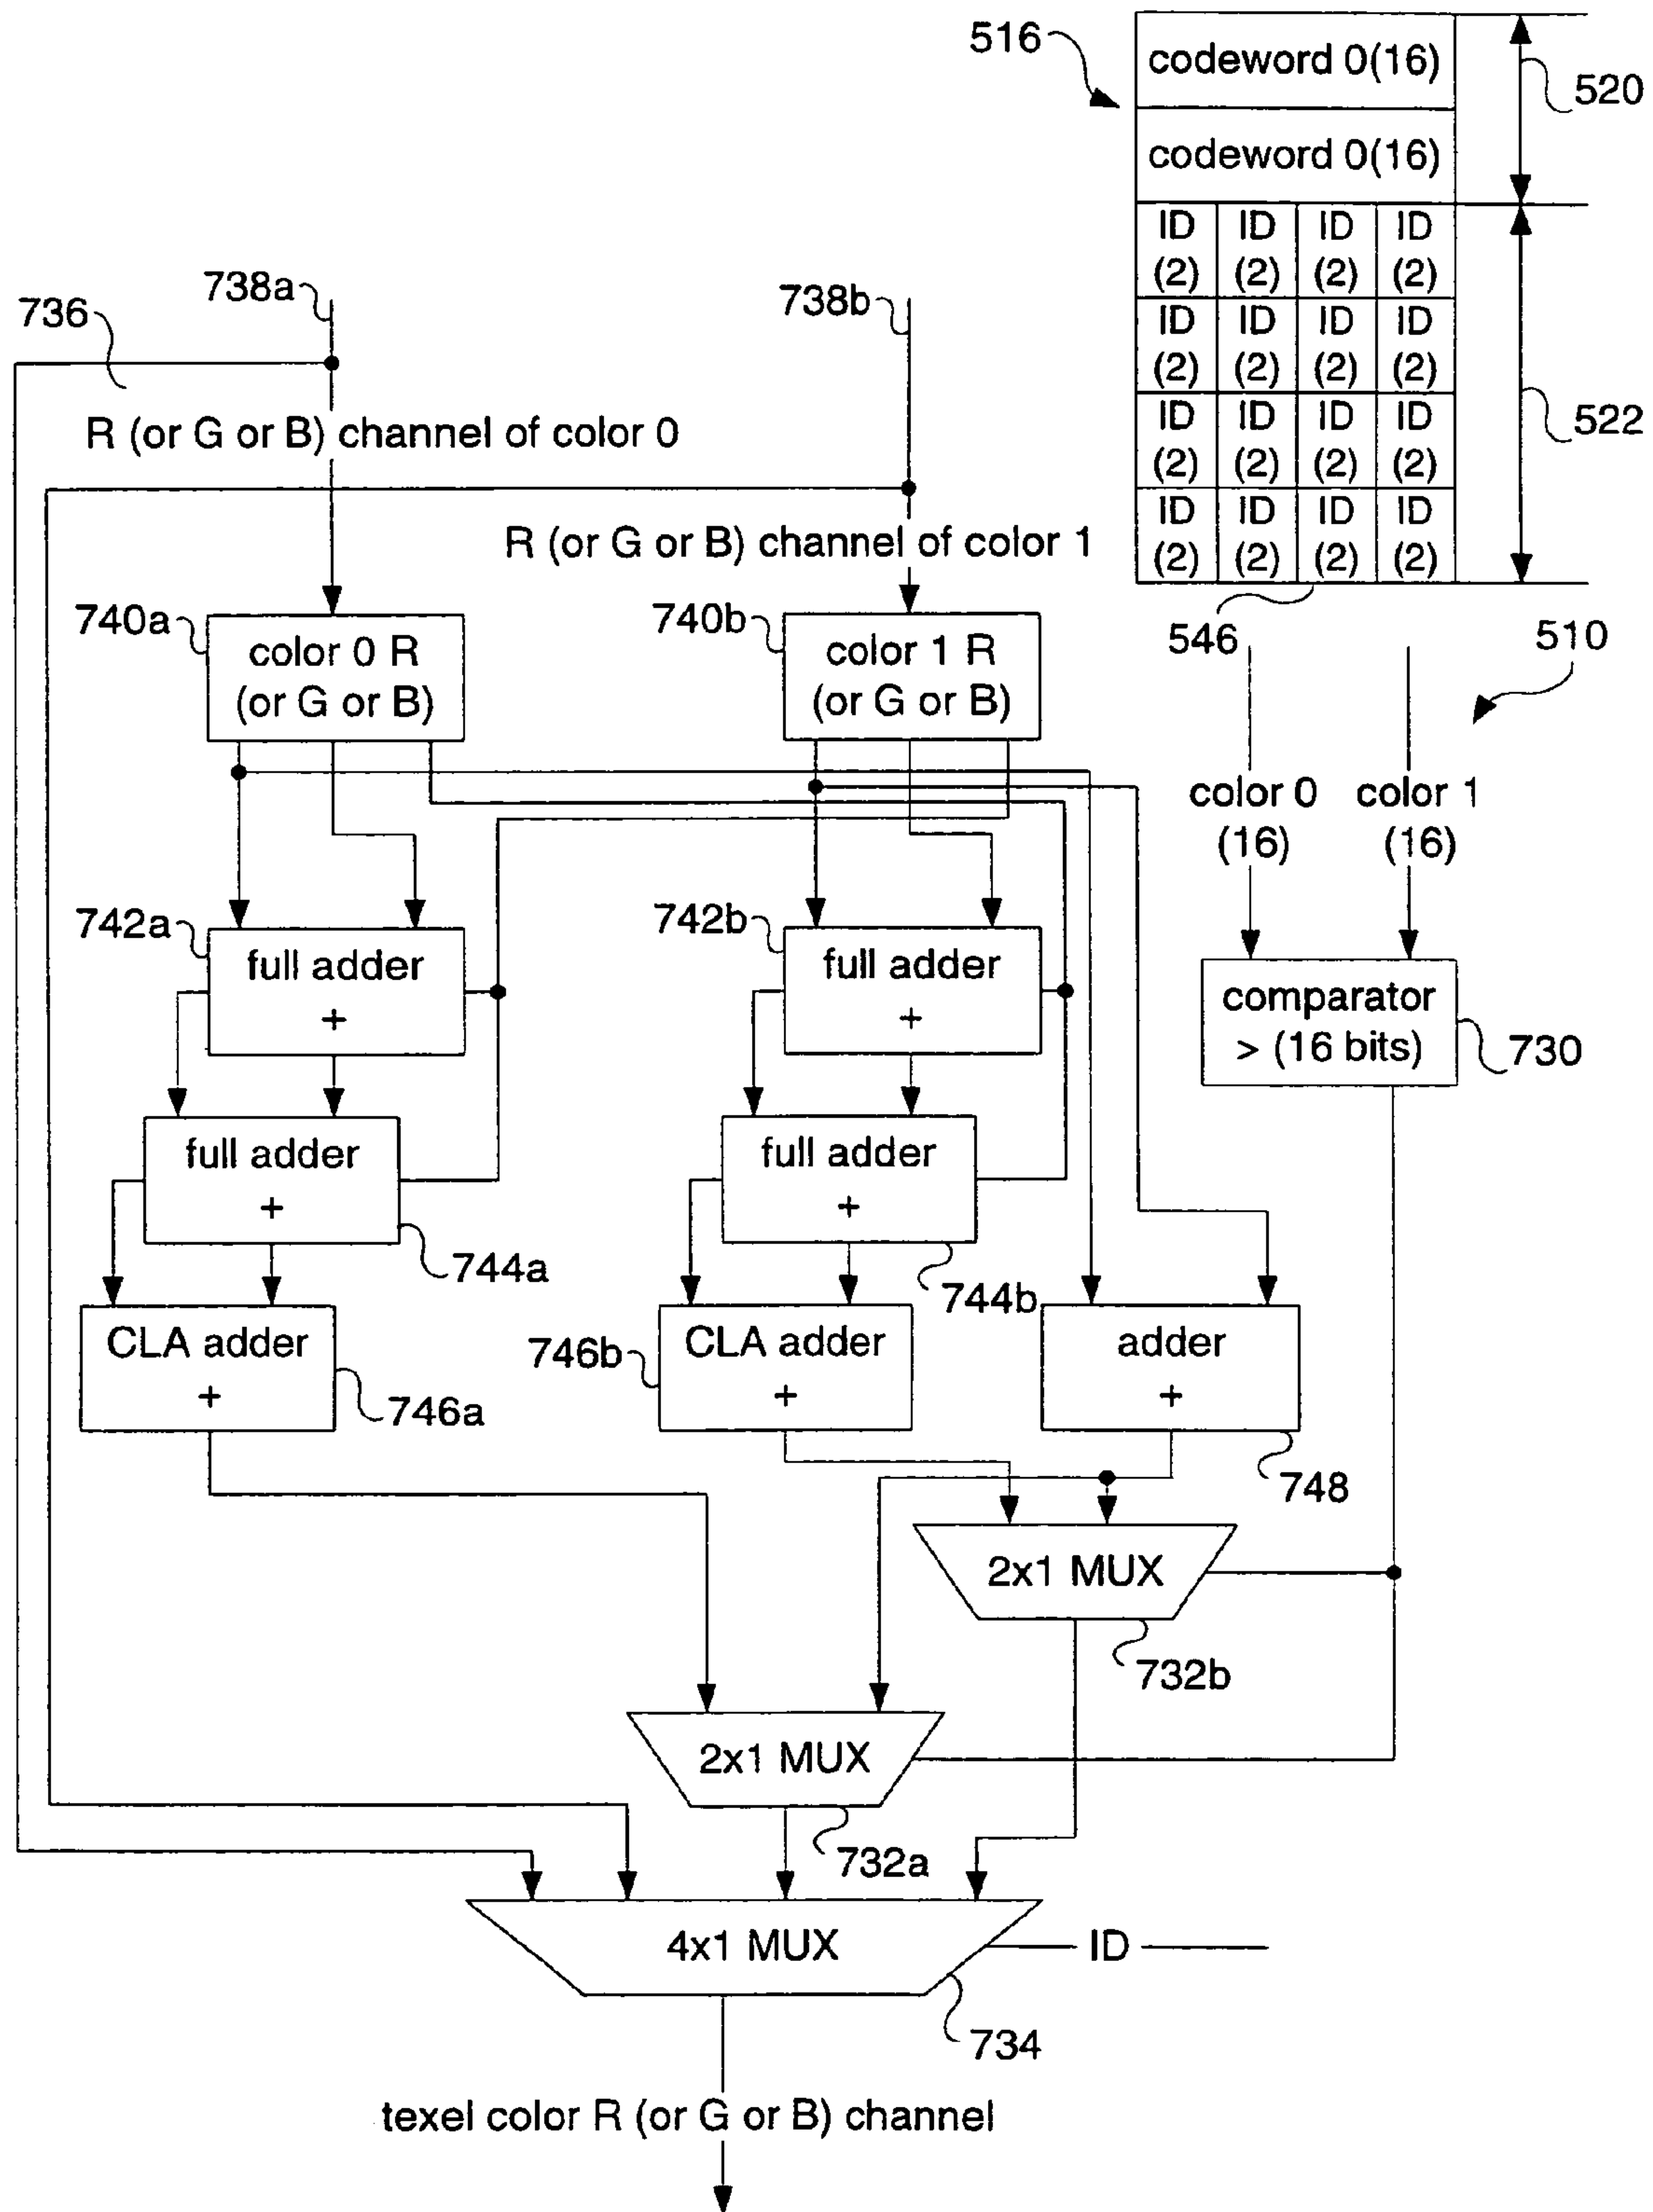 516
codeword 0(16)
520
codeword 0(16)
ID ID ID ID
(2) (2) (2) (2)
ID ID ID ID
(2) (2) (2) (2)
ID ID ID ID
(2) (2) (2) (2)
ID ID ID ID
(2) (2) (2) (2)
522
546
510
736
738a
738b
R (or G or B) channel of color 0
R (or G or B) channel of color 1
740a
color 0 R
(or G or B)
740b
color 1 R
(or G or B)
color 0
(16)
color 1
(16)
742a
full adder
+
742b
full adder
+
comparator
> (16 bits)
730
full adder
+
744a
full adder
+
744b
CLA adder
+
746a
746b
CLA adder
+
adder
+
748
2x1 MUX
732b
2x1 MUX
732a
4x1 MUX
ID
734
texel color R (or G or B) channel